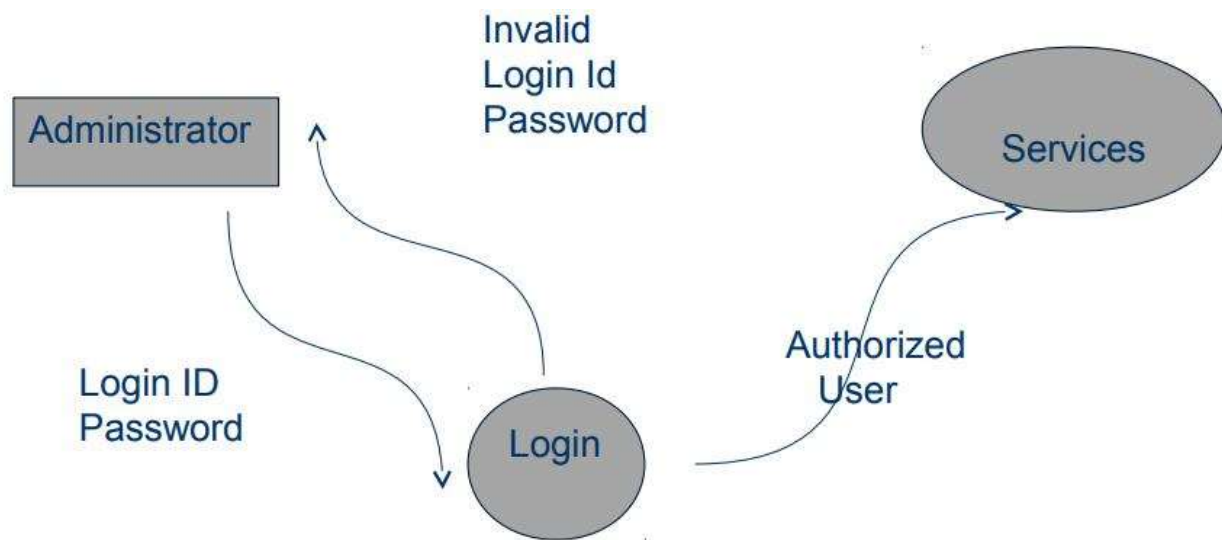 Invalid
Login Id
Password
Administrator
Services
Authorized
User
Login ID
Password
Login